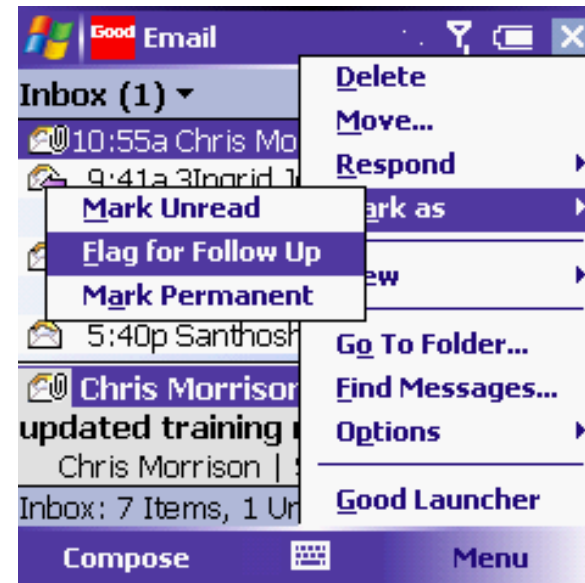 Good Email
Inbox (1)
10:55a Chris Mo
9:41a 3Ingrid
5:40p Santhosh
Chris Morrison
updated training
Chris Morrison |
Inbox: 7 Items, 1 Un
Delete
Move...
Respond
Mark as
View
Go To Folder...
Find Messages...
Options
Good Launcher
Mark Unread
Flag for Follow Up
Mark Permanent
Compose
Menu